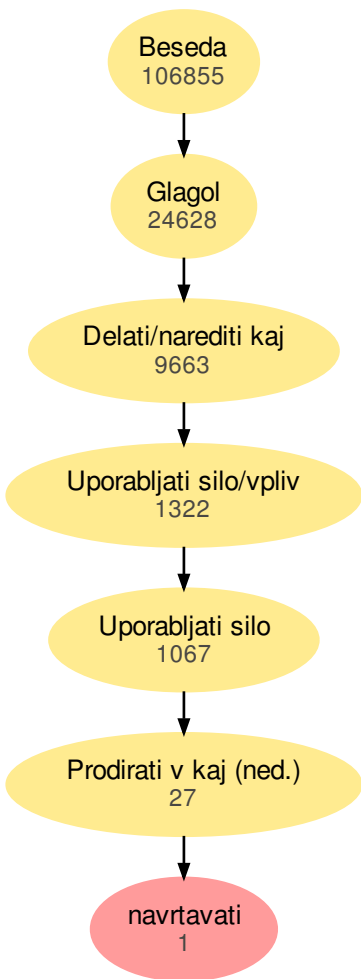 Beseda
106855
Glagol
24628
Delati/narediti kaj
9663
Uporabljati silo/vpliv
1322
Uporabljati silo
1067
Prodirati v kaj (ned.)
27
navrtavati
1